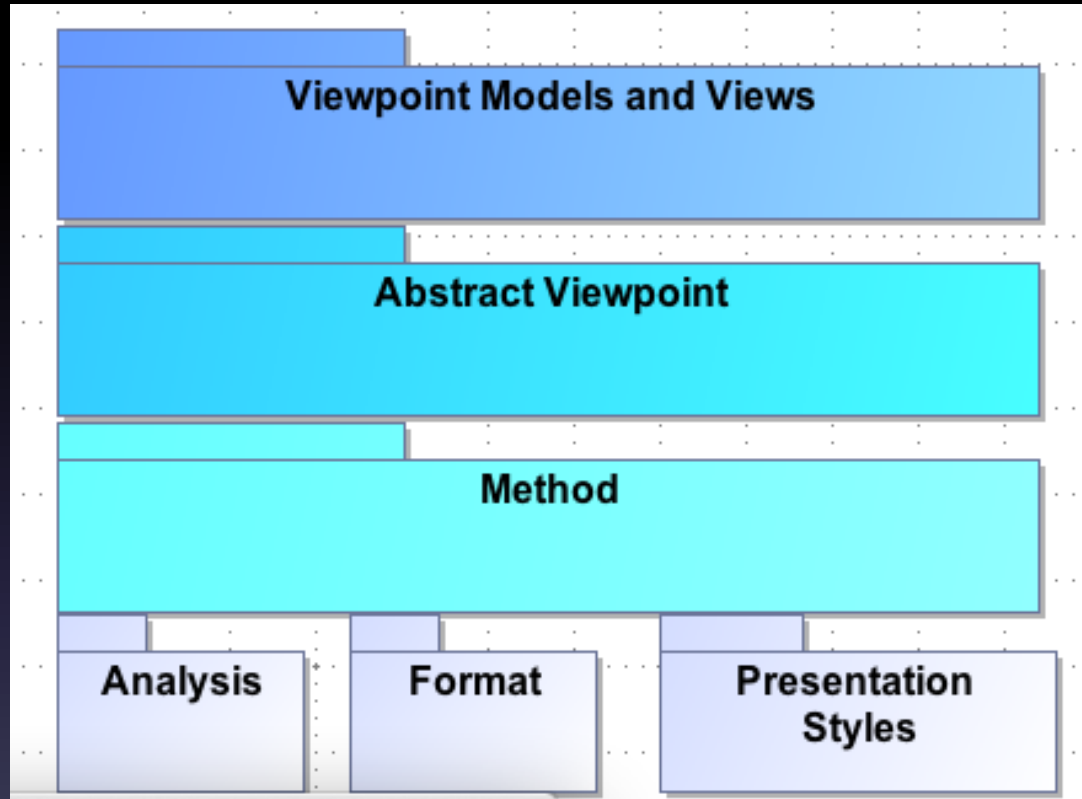 Viewpoint Models and Views
Abstract Viewpoint
Method
Analysis
Format
Presentation
Styles